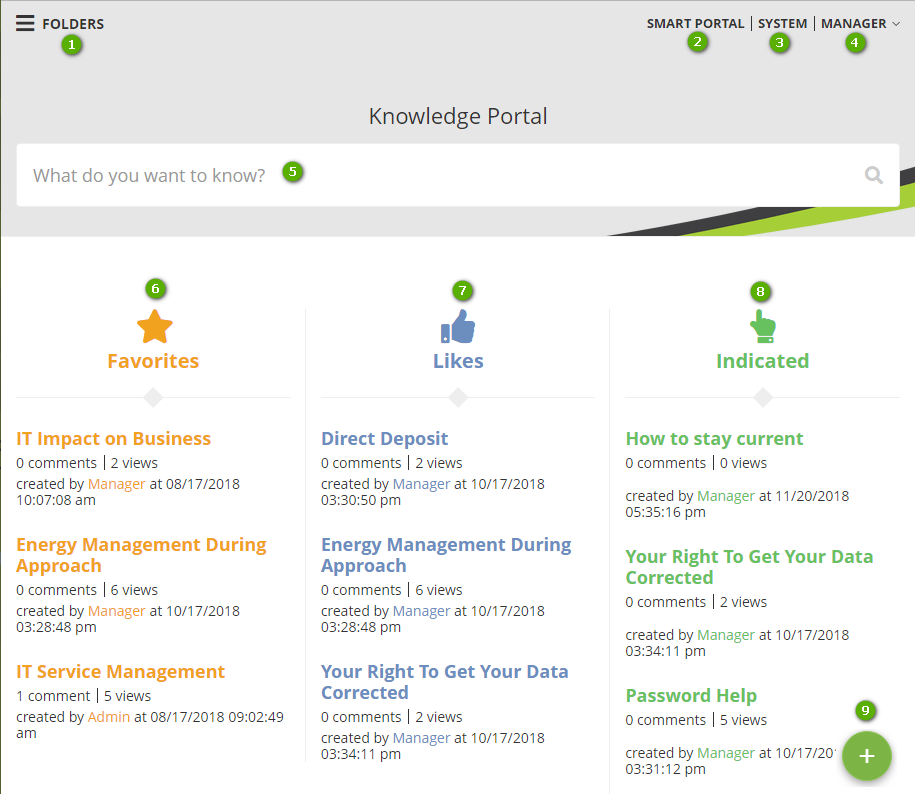 FOLDERS
SMART PORTAL | SYSTEM | MANAGER
1
2
3
4
Knowledge Portal
What do you want to know?
5
6
Favorites
IT Impact on Business
0 comments | 2 views
created by Manager at 08/17/2018
10:07:08 am
Energy Management During
Approach
0 comments | 6 views
created by Manager at 10/17/2018
03:28:48 pm
IT Service Management
1 comment | 5 views
created by Admin at 08/17/2018 09:02:49
am
7
Likes
Direct Deposit
0 comments | 2 views
created by Manager at 10/17/2018
03:30:50 pm
Energy Management During
Approach
0 comments | 6 views
created by Manager at 10/17/2018
03:28:48 pm
Your Right To Get Your Data
Corrected
0 comments | 2 views
created by Manager at 10/17/2018
03:34:11 pm
8
Indicated
How to stay current
0 comments | 0 views
created by Manager at 11/20/2018
05:35:16 pm
Your Right To Get Your Data
Corrected
0 comments | 2 views
created by Manager at 10/17/2018
03:34:11 pm
Password Help
0 comments | 5 views
created by Manager at 10/17/201
03:31:12 pm
9
+